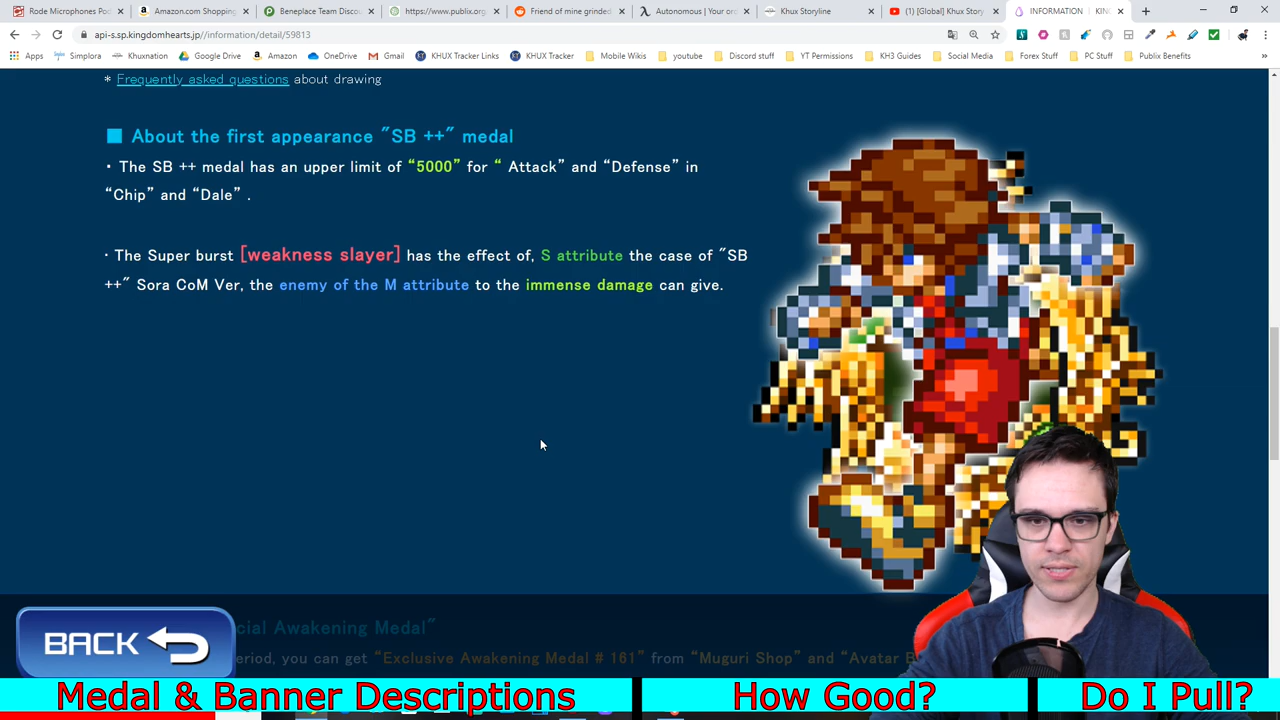 Rode Microphones Po
Amazon.com Shopping
Beneplace Team Discou
https://www.publix.org
Friend of mine grinded
Autonomous | Your or
Khux Storyline
(1) [Global] Khux Story
INFORMATION | KIN
api-s.sp.kingdomhearts.jp//information/detail/59813
Apps Simplora Khuxnation Google Drive Amazon OneDrive Gmail KHUX Tracker Links KHUX Tracker Mobile Wikis youtube Discord stuff YT Permissions KH3 Guides Social Media Forex Stuff PC Stuff Publix Benefits
* Frequently asked questions about drawing
■ About the first appearance "SB ++" medal
・ The SB ++ medal has an upper limit of “5000” for “ Attack” and “Defense” in
“Chip” and “Dale” .
・ The Super burst [weakness slayer] has the effect of, S attribute the case of "SB
++" Sora CoM Ver, the enemy of the M attribute to the immense damage can give.
BACK
cial Awakening Medal"
period, you can get “Exclusive Awakening Medal # 161” from “Muguri Shop” and “Avatar B
Medal & Banner Descriptions
How Good?
Do I Pull?